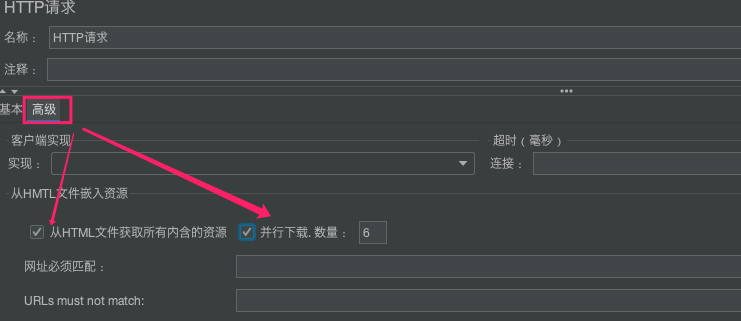 HTTP请求
名称： HTTP请求
注释：
基本 高级
客户端实现 超时（毫秒）
实现： 连接：
从HMTL文件嵌入资源
从HTML文件获取所有内含的资源 并行下载. 数量： 6
网址必须匹配：
URLs must not match: